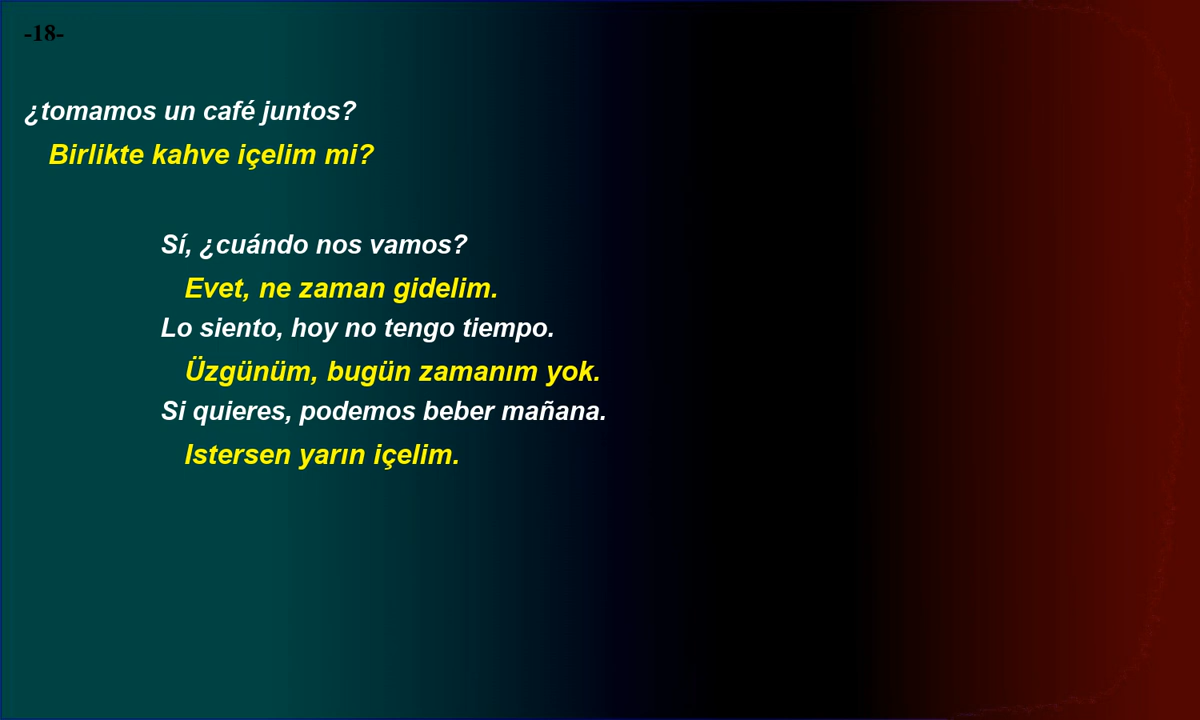 -18-
¿tomamos un café juntos?
Birlikte kahve içelim mi?
Sí, ¿cuándo nos vamos?
Evet, ne zaman gidelim.
Lo siento, hoy no tengo tiempo.
Üzgünüm, bugün zamanım yok.
Si quieres, podemos beber mañana.
Istersen yarın içelim.